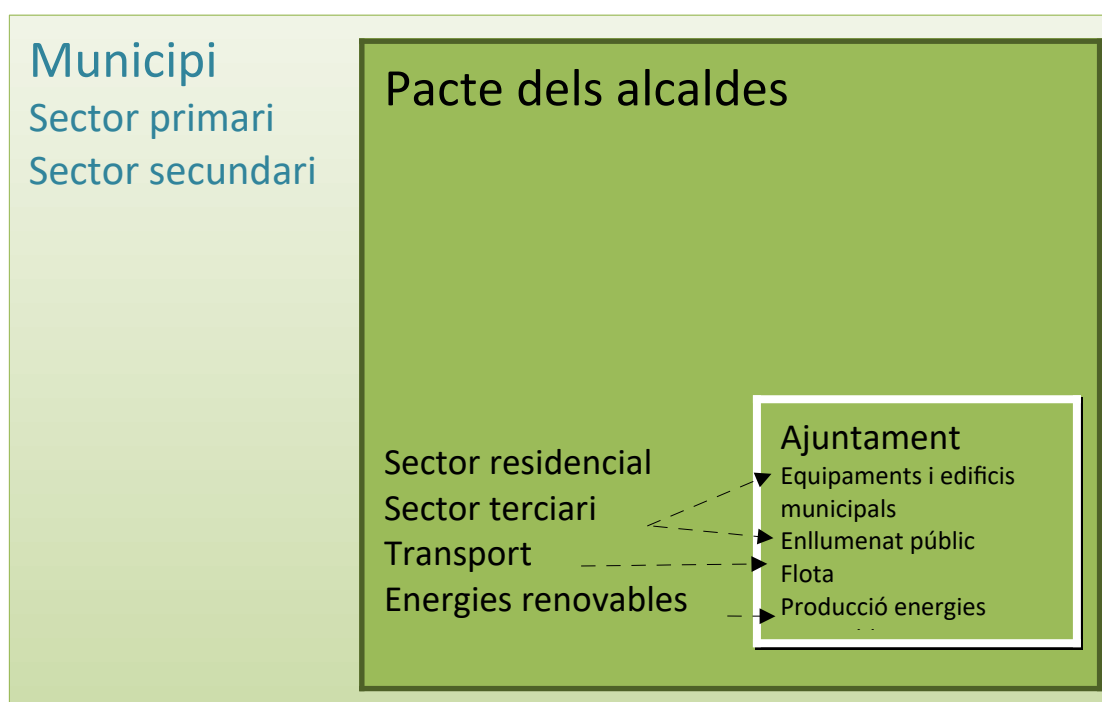 Municipi
Sector primari
Sector secundari
Pacte dels alcaldes
Sector residencial
Sector terciari
Transport
Energies renovables
Ajuntament
Equipaments i edificis
municipals
Enllumenat públic
Flota
Producció energies